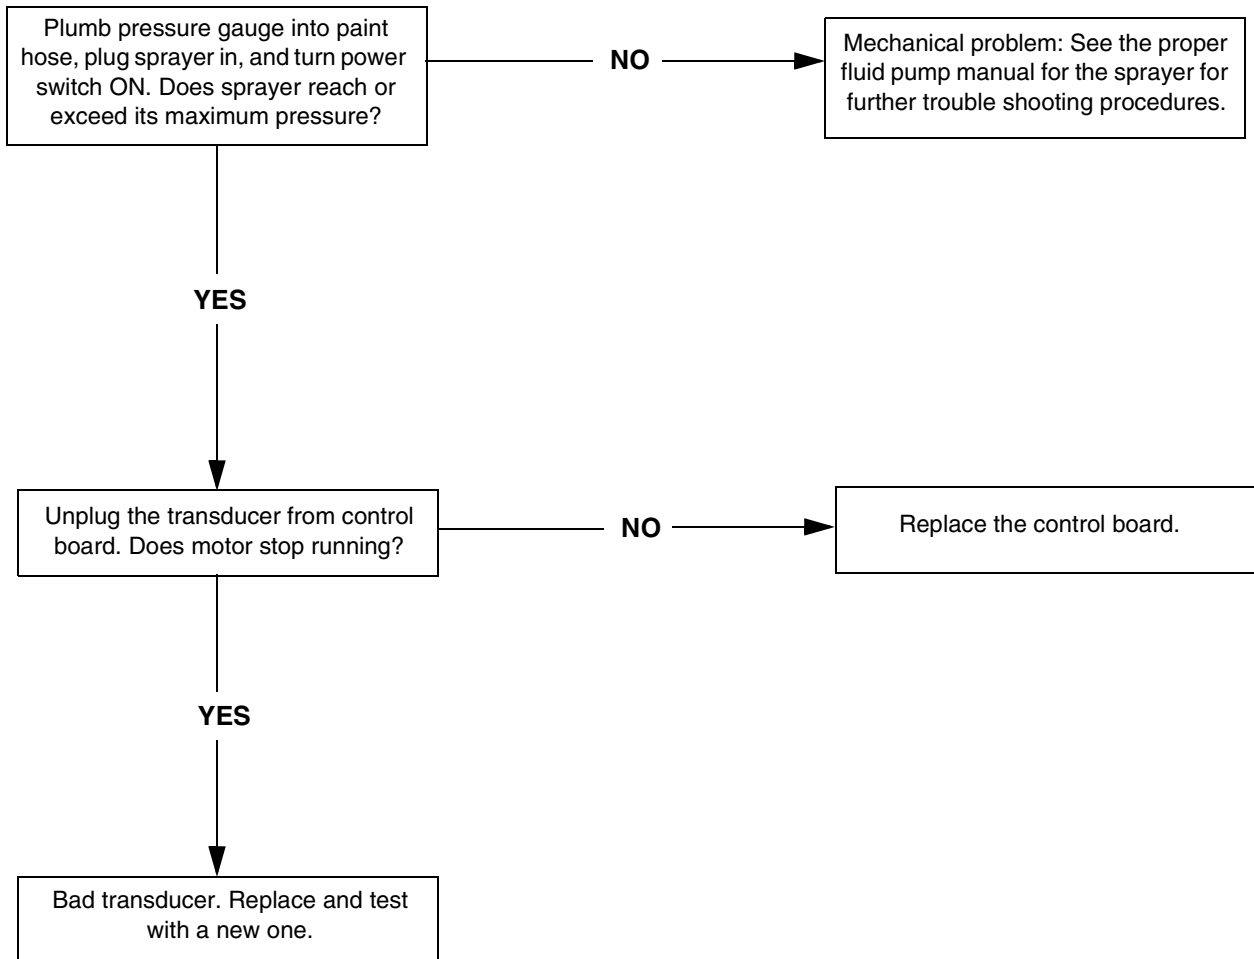 Plumb pressure gauge into paint
hose, plug sprayer in, and turn power
switch ON. Does sprayer reach or
exceed its maximum pressure?
NO
Mechanical problem: See the proper
fluid pump manual for the sprayer for
further trouble shooting procedures.
YES
Unplug the transducer from control
board. Does motor stop running?
NO
Replace the control board.
YES
Bad transducer. Replace and test
with a new one.